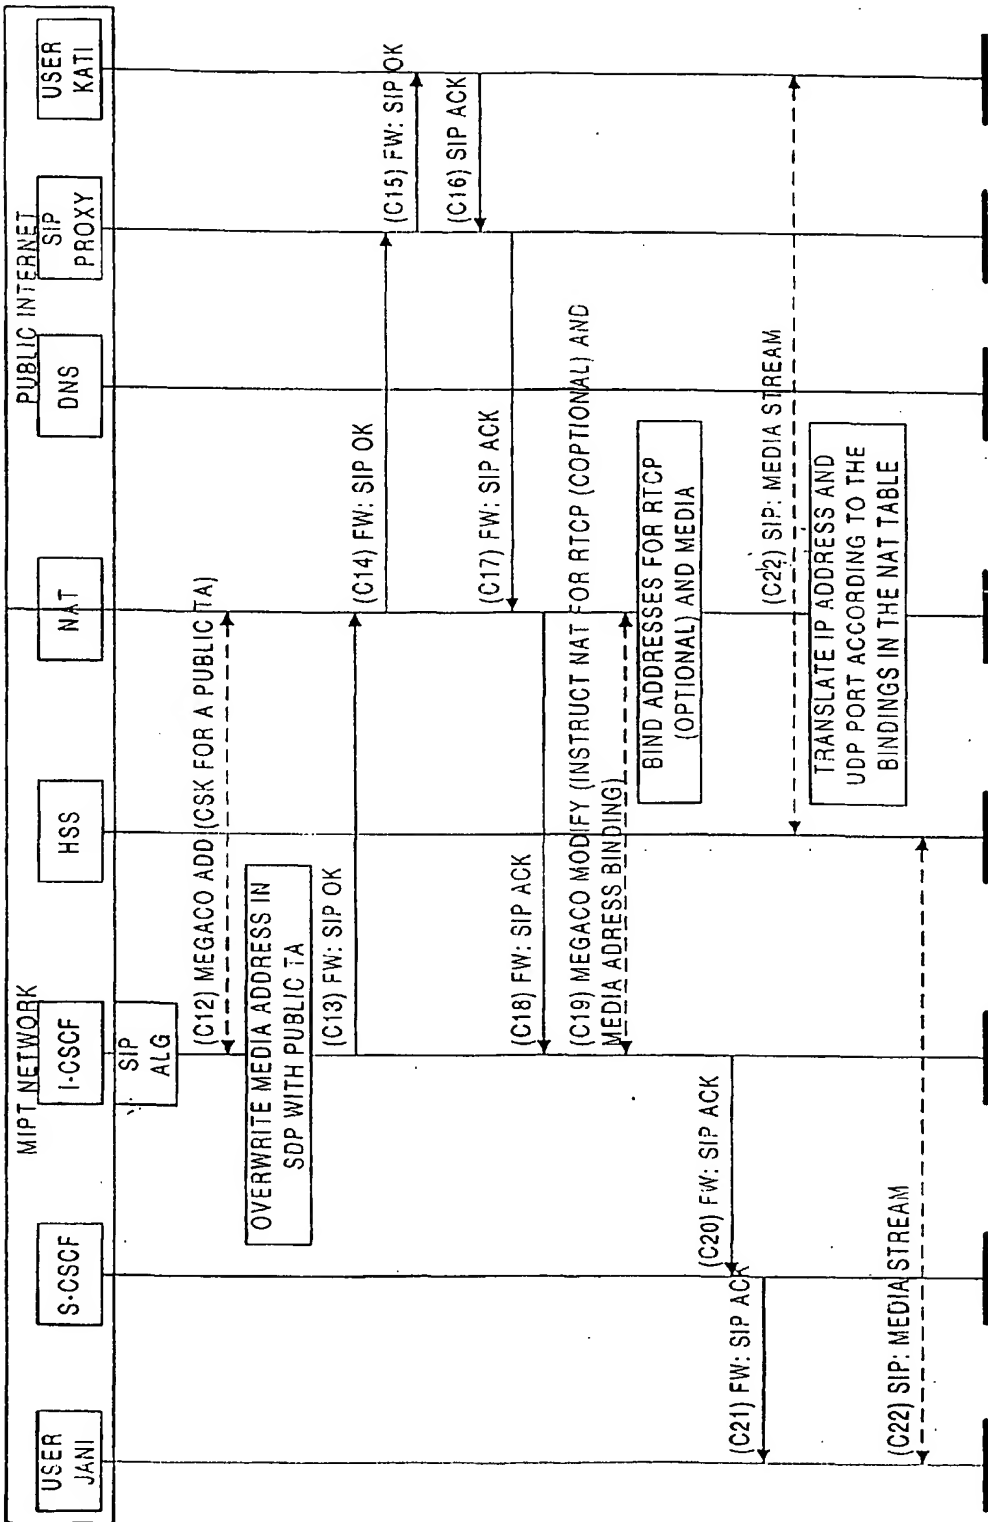 MIPT NETWORK
PUBLIC INTERNET
USER
JANI
S-CSCF
I-CSCF
SIP
ALG
HSS
NAT
DNS
SIP
PROXY
USER
KATI
(C12) MEGACO ADD (CSK FOR A PUBLIC TA)
OVERWRITE MEDIA ADDRESS IN
SDP WITH PUBLIC TA
(C13) FW: SIP OK
(C14) FW: SIP OK
(C15) FW: SIP OK
(C16) SIP ACK
(C17) FW: SIP ACK
(C18) FW: SIP ACK
(C19) MEGACO MODIFY (INSTRUCT NAT FOR RTCP (COPTIONAL) AND
MEDIA ADRESS BINDING)
BIND ADDRESSES FOR RTCP
(OPTIONAL) AND MEDIA
(C20) FW: SIP ACK
(C21) FW: SIP ACK
(C22) SIP: MEDIA STREAM
TRANSLATE IP ADDRESS AND
UDP PORT ACCORDING TO THE
BINDINGS IN THE NAT TABLE
(C22) SIP: MEDIA STREAM